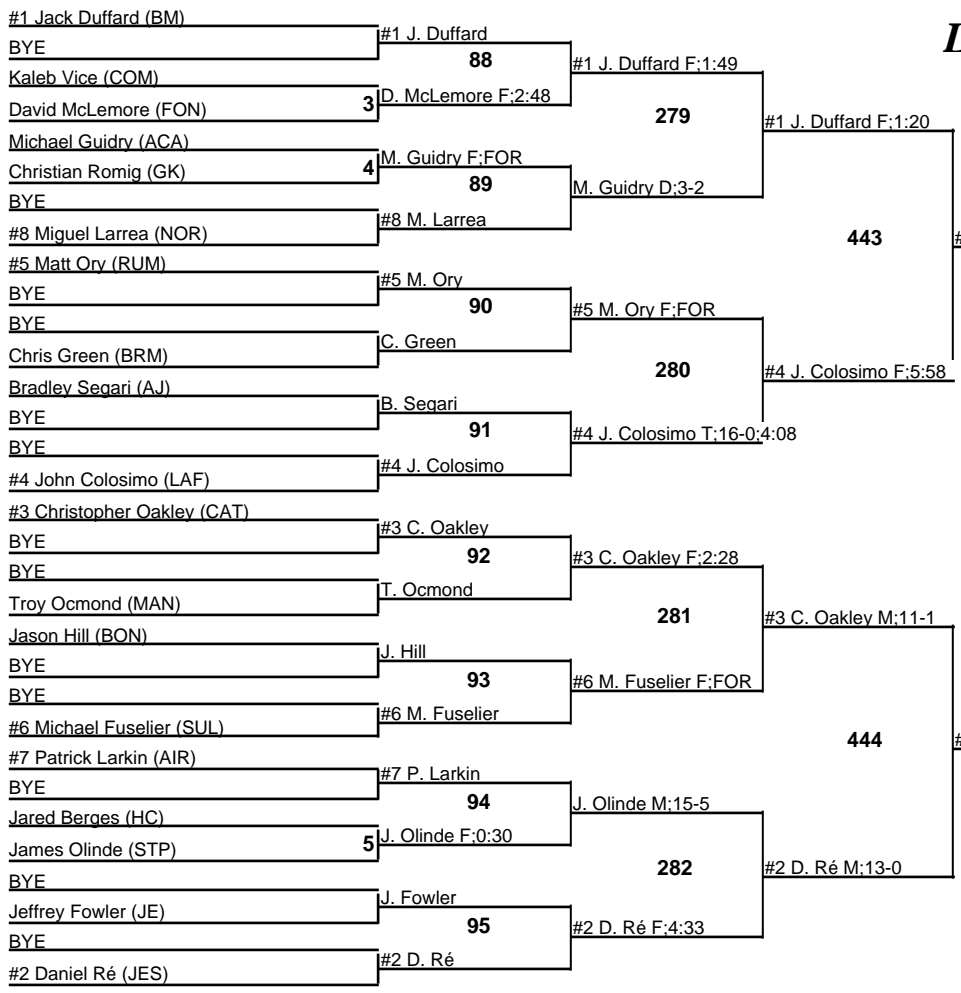 #1 Jack Duffard (BM)
BYE
Kaleb Vice (COM)
David McLemore (FON)
Michael Guidry (ACA)
Christian Romig (GK)
BYE
#8 Miguel Larrea (NOR)
#5 Matt Ory (RUM)
BYE
BYE
Chris Green (BRM)
Bradley Segari (AJ)
BYE
BYE
#4 John Colosimo (LAF)
#3 Christopher Oakley (CAT)
BYE
BYE
Troy Ocmond (MAN)
Jason Hill (BON)
BYE
BYE
#6 Michael Fuselier (SUL)
#7 Patrick Larkin (AIR)
BYE
Jared Berges (HC)
James Olinde (STP)
BYE
Jeffrey Fowler (JE)
BYE
#2 Daniel Ré (JES)
3
4
5
#1 J. Duffard
88
D. McLemore F;2:48
M. Guidry F;FOR
89
#8 M. Larrea
#5 M. Ory
90
C. Green
B. Segari
91
#4 J. Colosimo
#3 C. Oakley
92
T. Ocmond
J. Hill
93
#6 M. Fuselier
#7 P. Larkin
94
J. Olinde F;0:30
J. Fowler
95
#2 D. Ré
#1 J. Duffard F;1:49
279
M. Guidry D;3-2
#5 M. Ory F;FOR
280
#4 J. Colosimo T;16-0;4:08
#3 C. Oakley F;2:28
281
#6 M. Fuselier F;FOR
J. Olinde M;15-5
282
#2 D. Ré F;4:33
#1 J. Duffard F;1:20
443
#4 J. Colosimo F;5:58
#3 C. Oakley M;11-1
444
#2 D. Ré M;13-0
#
#